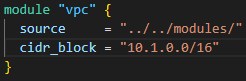 module "vpc" {
  source     = "../../modules/"
  cidr_block = "10.1.0.0/16"
}